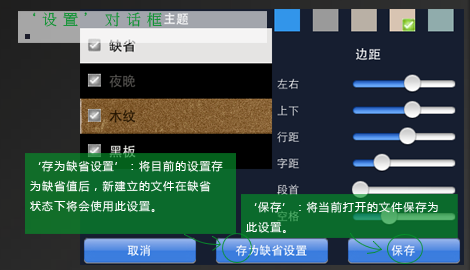 ‘设置’对话框
主题
缺省
夜晚
木纹
黑板
边距
左右
上下
行距
字距
段首
空格
‘存为缺省设置’：将目前的设置存
为缺省值后，新建立的文件在缺省
状态下将会使用此设置。
‘保存’：将当前打开的文件保存为
此设置。
取消
存为缺省设置
保存